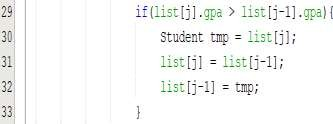 29 if(list[j].gpa > list[j-1].gpa){
30 Student tmp = list[j];
31 list[j] = list[j-1];
32 list[j-1] = tmp;
33 }